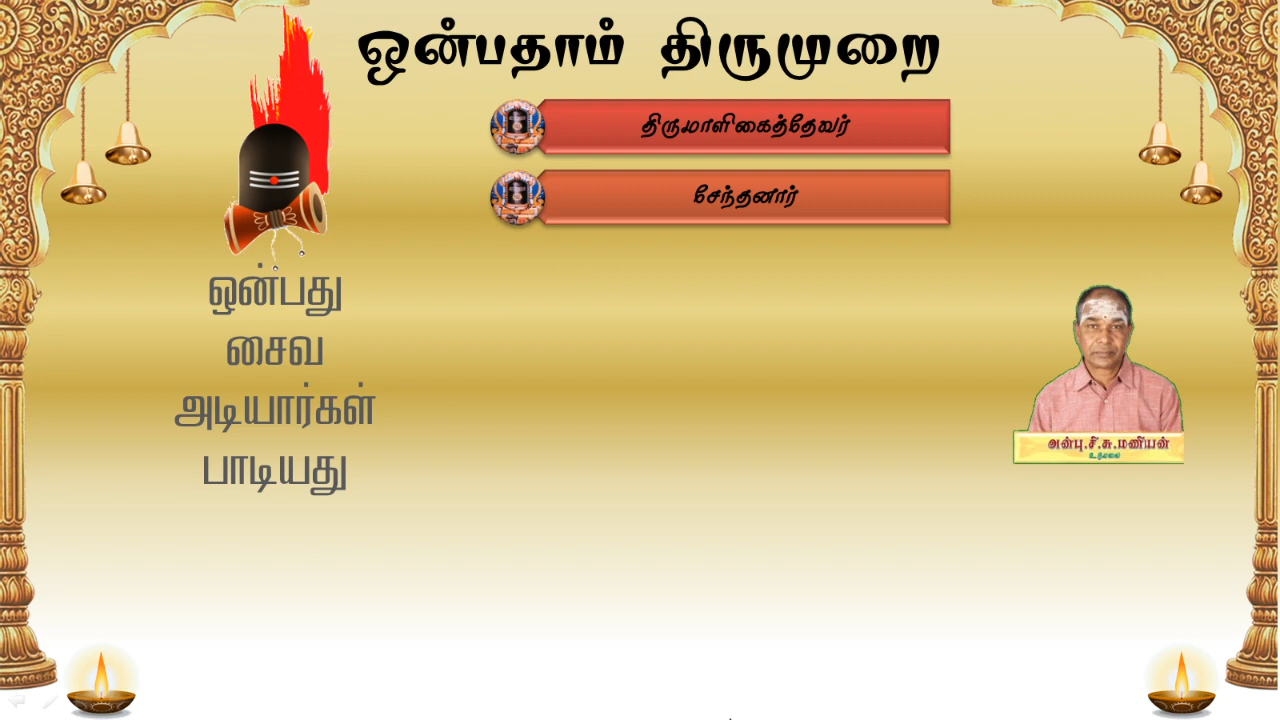 ஒன்பதாம் திருமுறை
திருமாளிகைத்தேவர்
சேந்தனார்
ஒன்பது
சைவ
அடியார்கள்
பாடியது
அன்பு.சி.சு.மணியன்